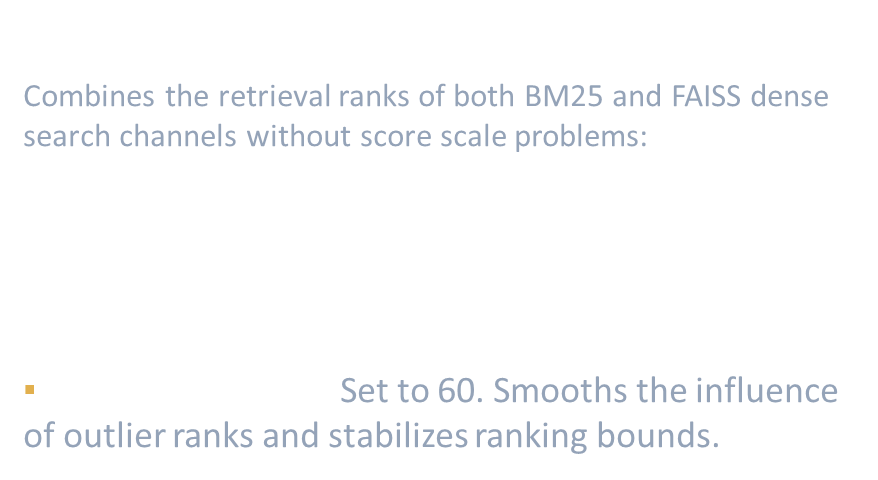 Combines the retrieval ranks of both BM25 and FAISS dense
search channels without score scale problems:
▪ Set to 60. Smooths the influence
of outlier ranks and stabilizes ranking bounds.